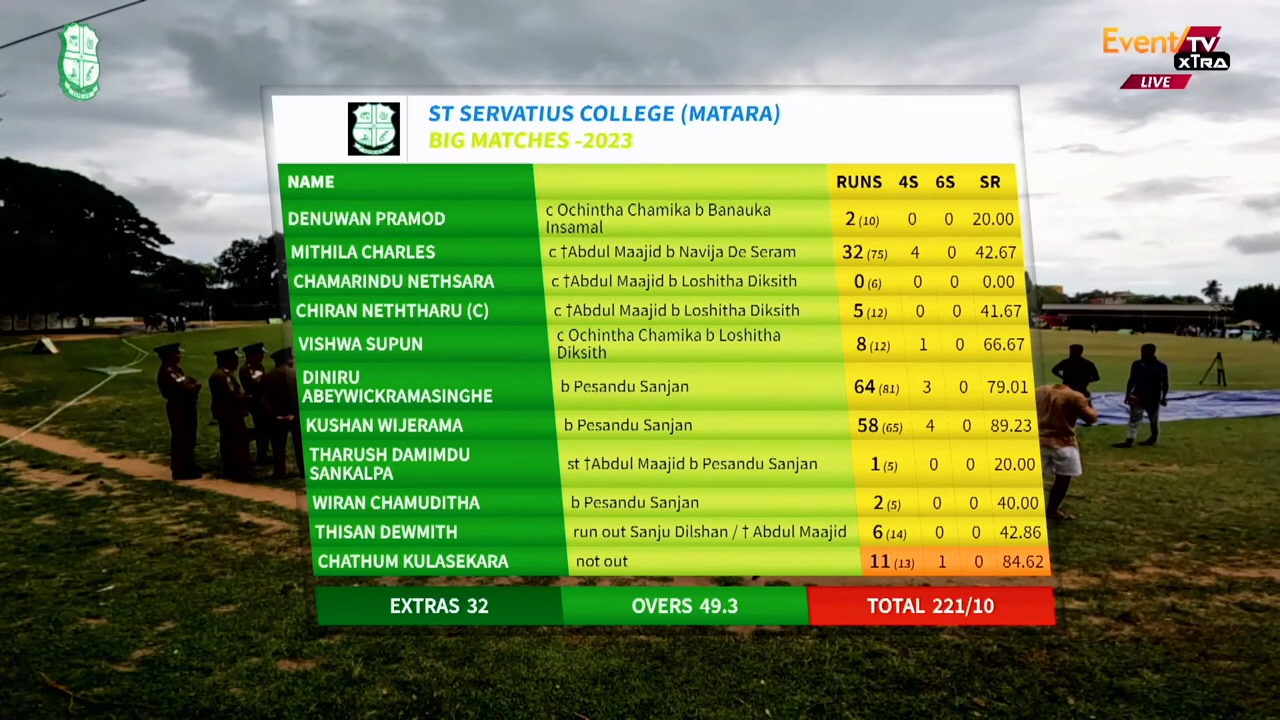 Event TV
XTRA
LIVE
ST SERVATIUS COLLEGE (MATARA)
BIG MATCHES -2023
NAME RUNS 4S 6S SR
DENUWAN PRAMOD c Ochintha Chamika b Banauka Insamal 2 (10) 0 0 20.00
MITHILA CHARLES c †Abdul Maajid b Navija De Seram 32 (75) 4 0 42.67
CHAMARINDU NETHSARA c †Abdul Maajid b Loshitha Diksith 0 (6) 0 0 0.00
CHIRAN NETHTHARU (C) c †Abdul Maajid b Loshitha Diksith 5 (12) 0 0 41.67
VISHWA SUPUN c Ochintha Chamika b Loshitha Diksith 8 (12) 1 0 66.67
DINIRU ABEYWICKRAMASINGHE b Pesandu Sanjan 64 (81) 3 0 79.01
KUSHAN WIJERAMA b Pesandu Sanjan 58 (65) 4 0 89.23
THARUSH DAMIMDU SANKALPA st †Abdul Maajid b Pesandu Sanjan 1 (5) 0 0 20.00
WIRAN CHAMUDITHA b Pesandu Sanjan 2 (5) 0 0 40.00
THISAN DEWMITH run out Sanju Dilshan / † Abdul Maajid 6 (14) 0 0 42.86
CHATHUM KULASEKARA not out 11 (13) 1 0 84.62
EXTRAS 32 OVERS 49.3 TOTAL 221/10